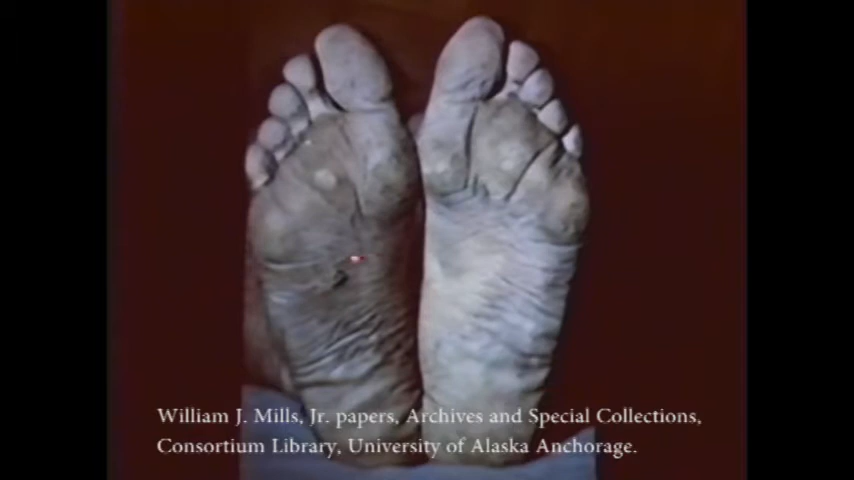 William J. Mills, Jr. papers, Archives and Special Collections,
Consortium Library, University of Alaska Anchorage.